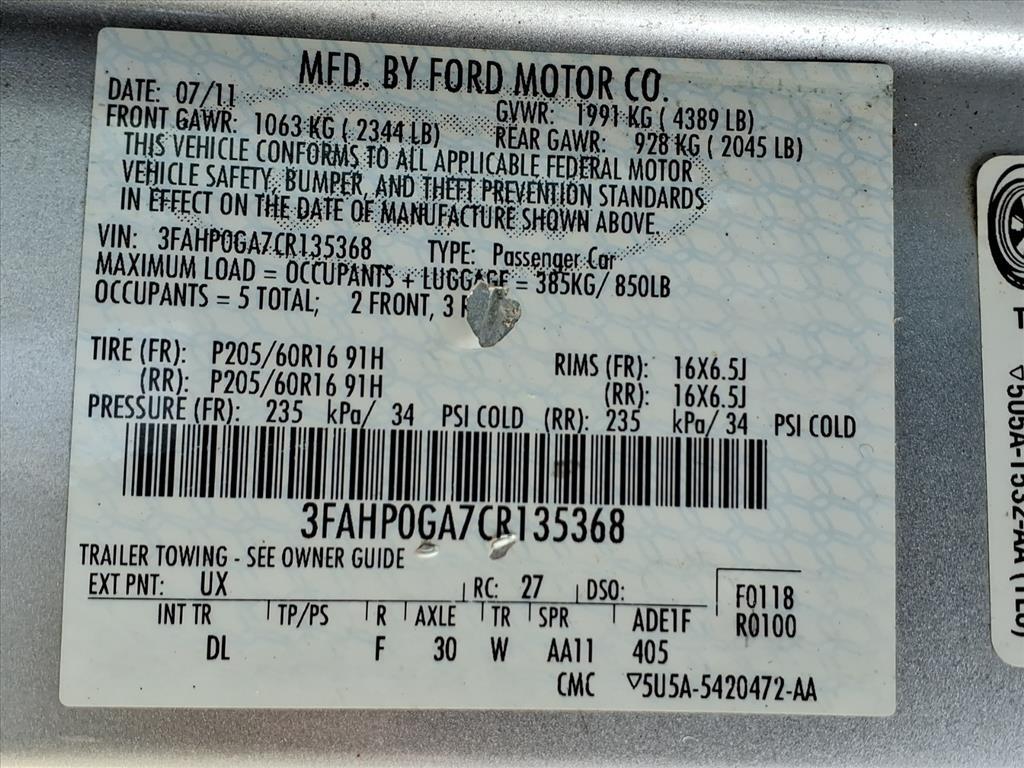 MFD. BY FORD MOTOR CO.
DATE: 07/11 GVWR: 1991 KG ( 4389 LB)
FRONT GAWR: 1063 KG ( 2344 LB) REAR GAWR: 928 KG ( 2045 LB)
THIS VEHICLE CONFORMS TO ALL APPLICABLE FEDERAL MOTOR
VEHICLE SAFETY, BUMPER, AND THEFT PREVENTION STANDARDS
IN EFFECT ON THE DATE OF MANUFACTURE SHOWN ABOVE.
VIN: 3FAHP0GA7CR135368 TYPE: Passenger Car
MAXIMUM LOAD = OCCUPANTS + LUGGAGE = 385KG/ 850LB
OCCUPANTS = 5 TOTAL; 2 FRONT, 3
TIRE (FR): P205/60R16 91H RIMS (FR): 16X6.5J
(RR): P205/60R16 91H (RR): 16X6.5J
PRESSURE (FR): 235 kPa/ 34 PSI COLD (RR): 235 kPa/ 34 PSI COLD
3FAHP0GA7CR135368
TRAILER TOWING - SEE OWNER GUIDE
EXT PNT: UX RC: 27 DSO: F0118
INT TR TP/PS R AXLE TR SPR ADE1F R0100
DL F 30 W AA11 405
CMC ▽5U5A-5420472-AA
T
▽5U5A-1532-AA (TLS)